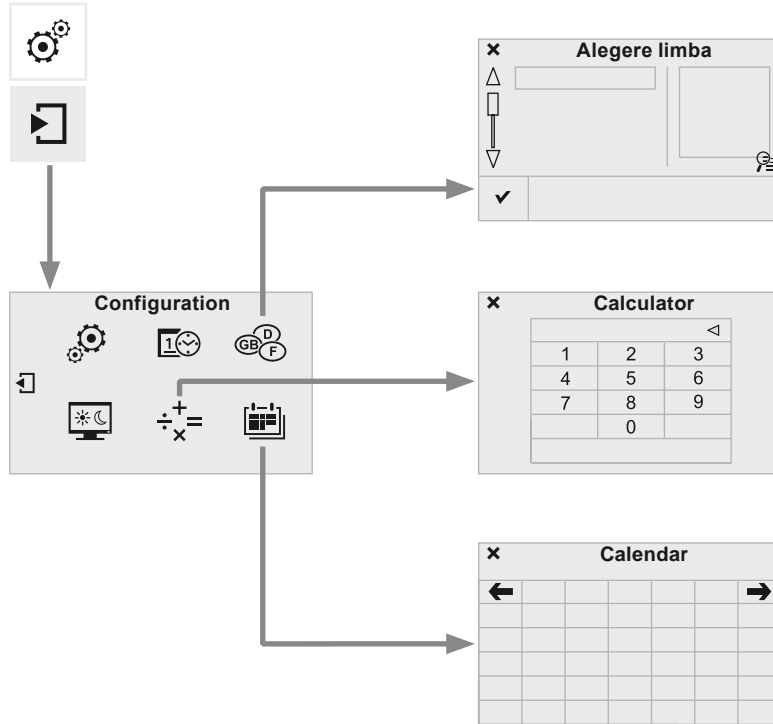 Alegere limba
Configuration
1
GB
D
F
Calculator
1 2 3
4 5 6
7 8 9
0
Calendar